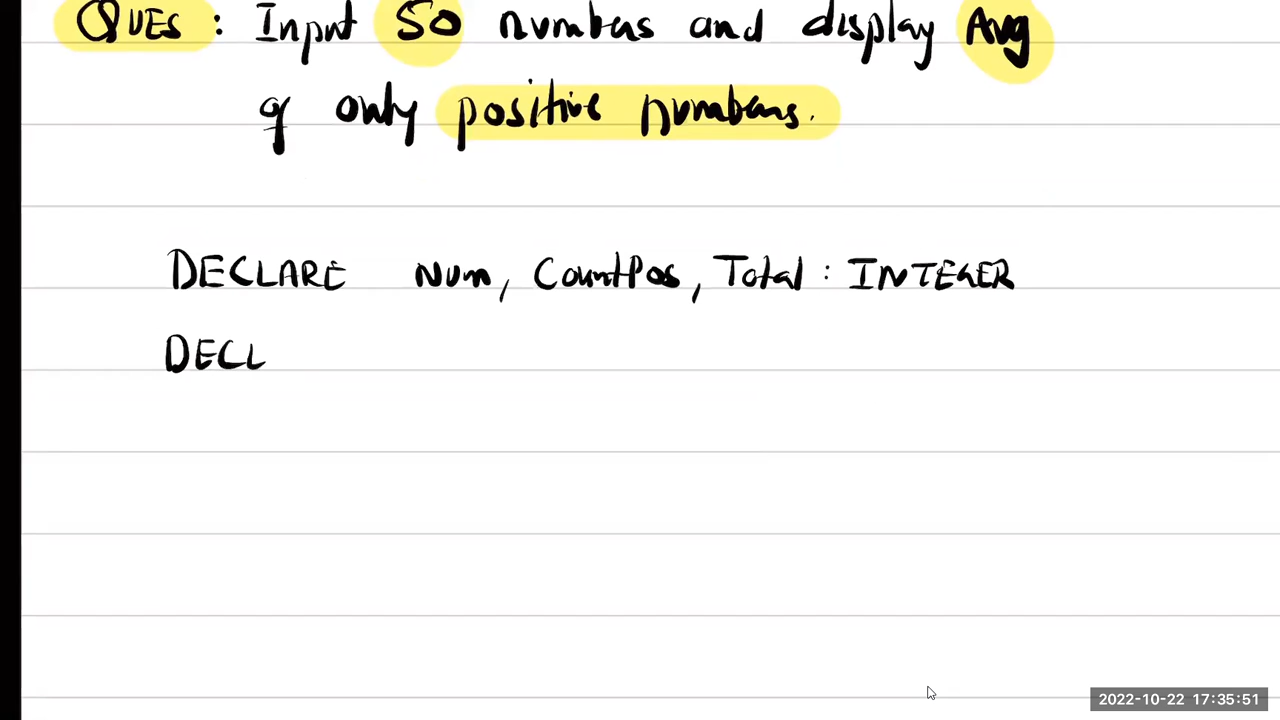 QUES : Input 50 numbers and display Avg
of only positive numbers.
DECLARE Num, CountPos, Total : INTEGER
DECL
2022-10-22 17:35:51